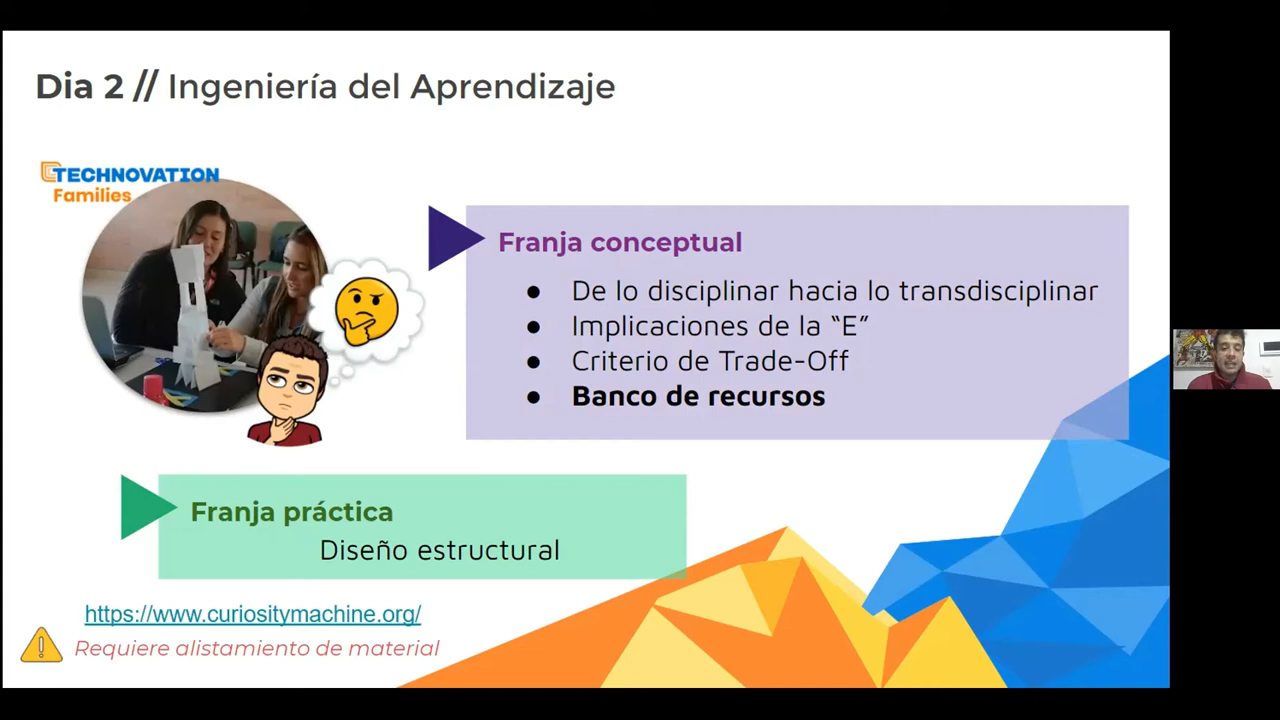 Dia 2 // Ingeniería del Aprendizaje
TECHNOVATION
Families
Franja conceptual
● De lo disciplinar hacia lo transdisciplinar
● Implicaciones de la “E”
● Criterio de Trade-Off
● Banco de recursos
Franja práctica
Diseño estructural
https://www.curiositymachine.org/
Requiere alistamiento de material